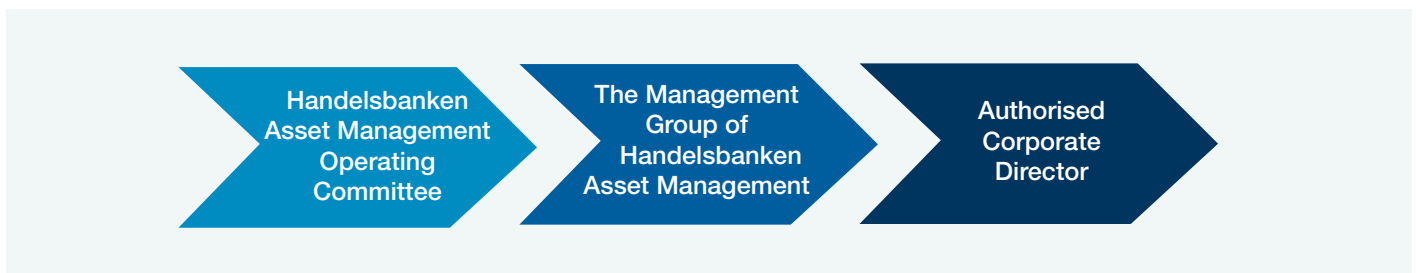 Handelsbanken
Asset Management
Operating
Committee
The Management
Group of
Handelsbanken
Asset Management
Authorised
Corporate
Director